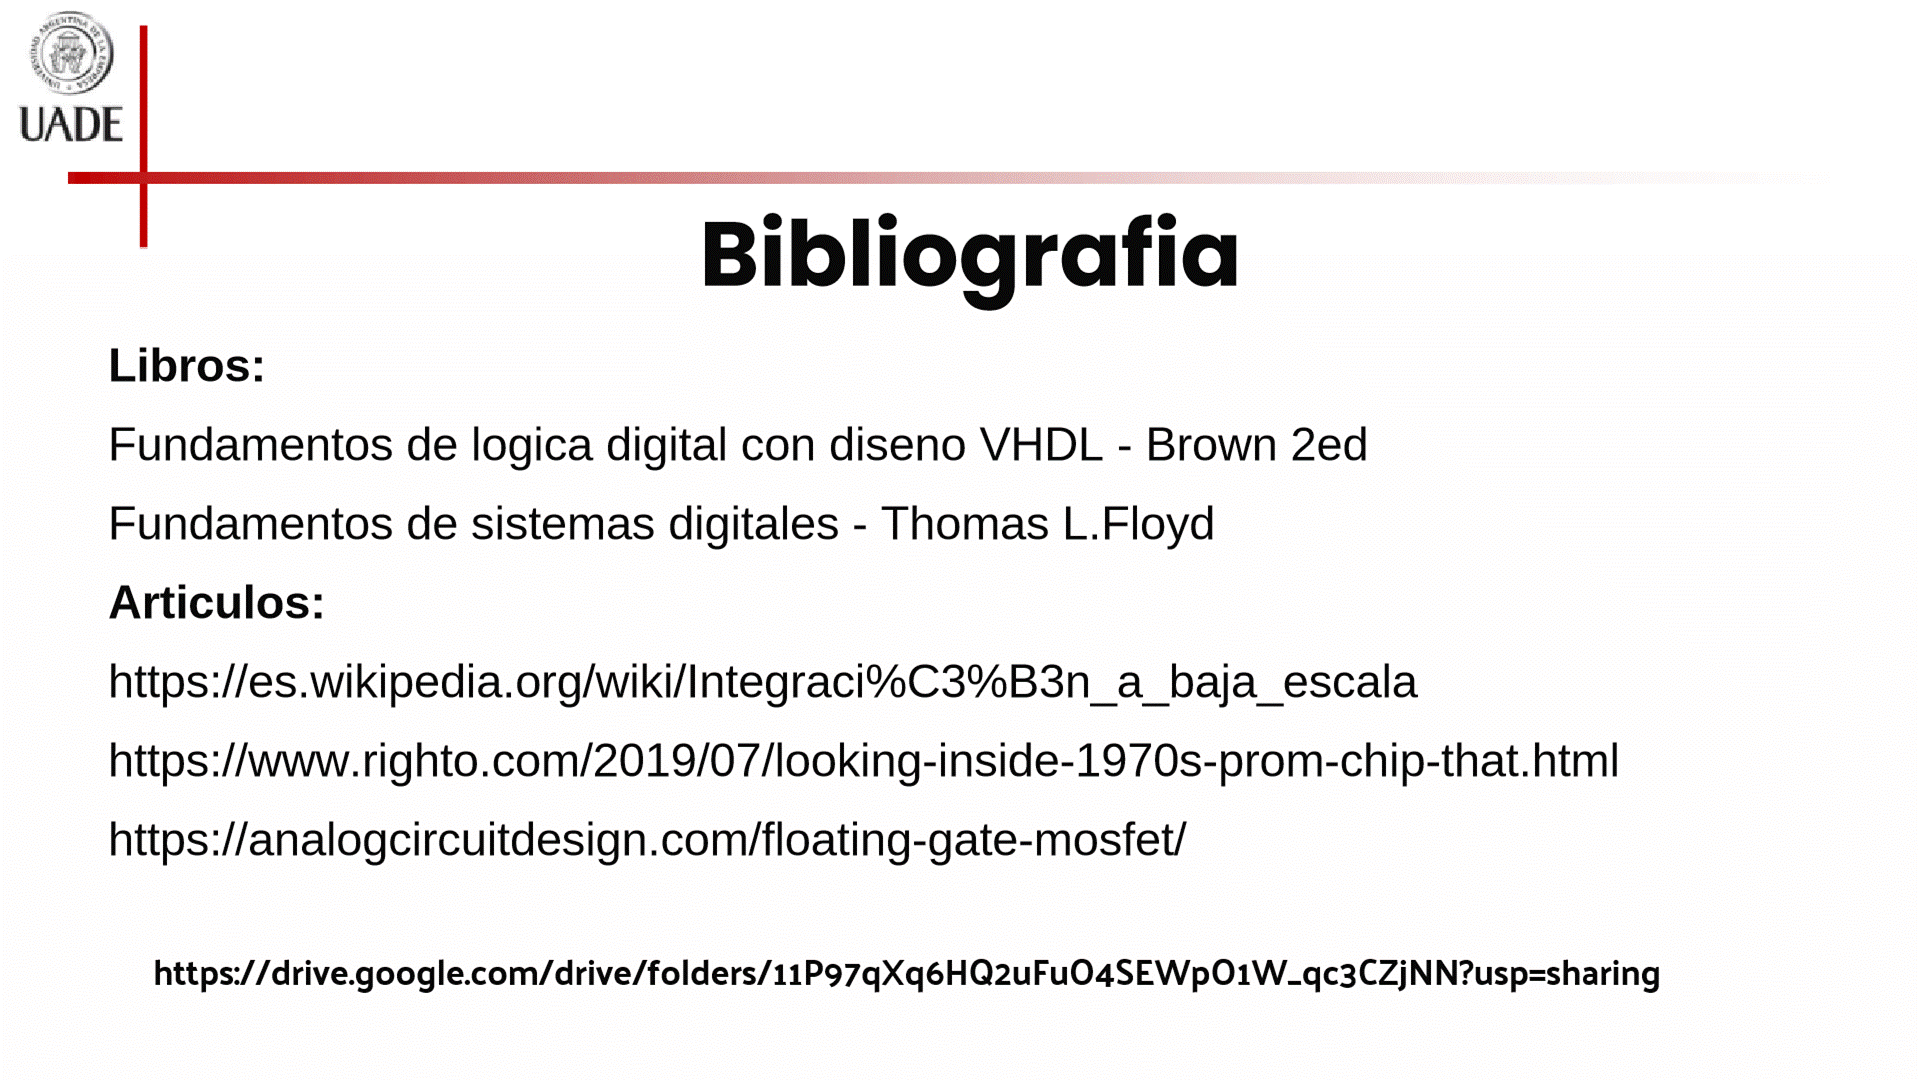 UNIVERSIDAD ARGENTINA DE LA EMPRESA
UADE
Bibliografia
Libros:
Fundamentos de logica digital con diseno VHDL - Brown 2ed
Fundamentos de sistemas digitales - Thomas L.Floyd
Articulos:
https://es.wikipedia.org/wiki/Integraci%C3%B3n_a_baja_escala
https://www.righto.com/2019/07/looking-inside-1970s-prom-chip-that.html
https://analogcircuitdesign.com/floating-gate-mosfet/
https://drive.google.com/drive/folders/11P97qXq6HQ2uFuO4SEWpO1W_qc3CZjNN?usp=sharing